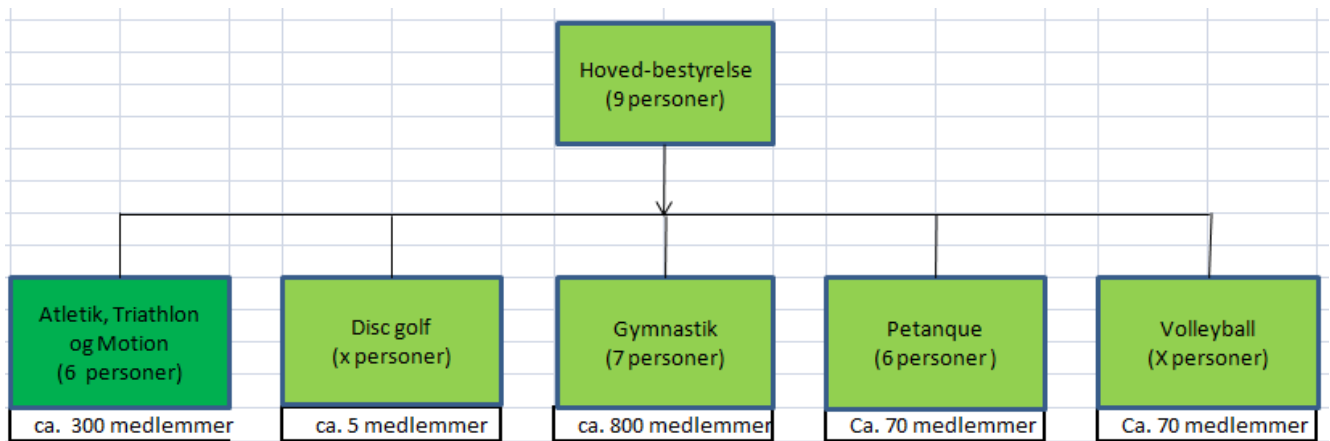 Hoved-bestyrelse
(9 personer)
Atletik, Triathlon
og Motion
(6 personer)
Disc golf
(x personer)
Gymnastik
(7 personer)
Petanque
(6 personer )
Volleyball
(X personer)
ca. 300 medlemmer
ca. 5 medlemmer
ca. 800 medlemmer
Ca. 70 medlemmer
Ca. 70 medlemmer